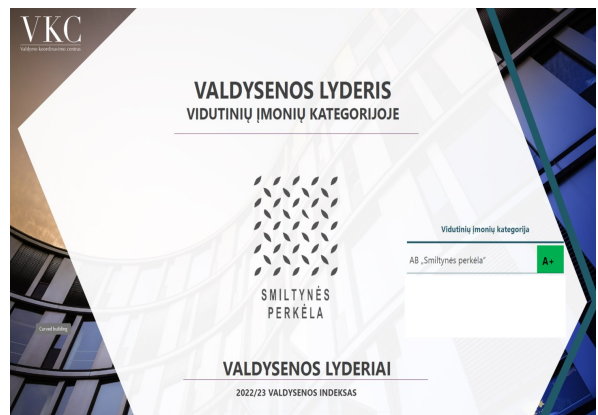 VKC
Valdymo koordinavimo centras
VALDYSENOS LYDERIS
VIDUTINIŲ ĮMONIŲ KATEGORIJOJE
SMILTYNĖS
PERKĖLA
Vidutinių įmonių kategorija
AB „Smiltynės perkėla“
A+
Curved building
VALDYSENOS LYDERIAI
2022/23 VALDYSENOS INDEKSAS